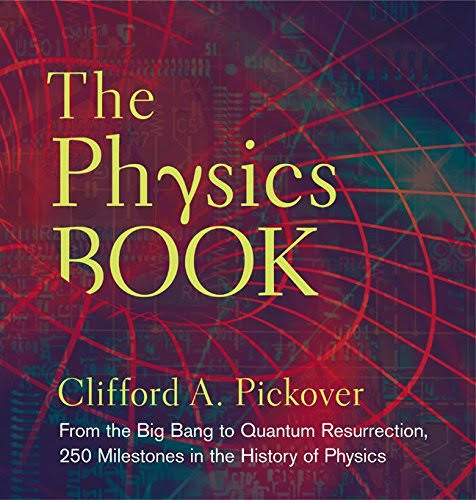 The
Physics
BOOK
Clifford A. Pickover
From the Big Bang to Quantum Resurrection,
250 Milestones in the History of Physics